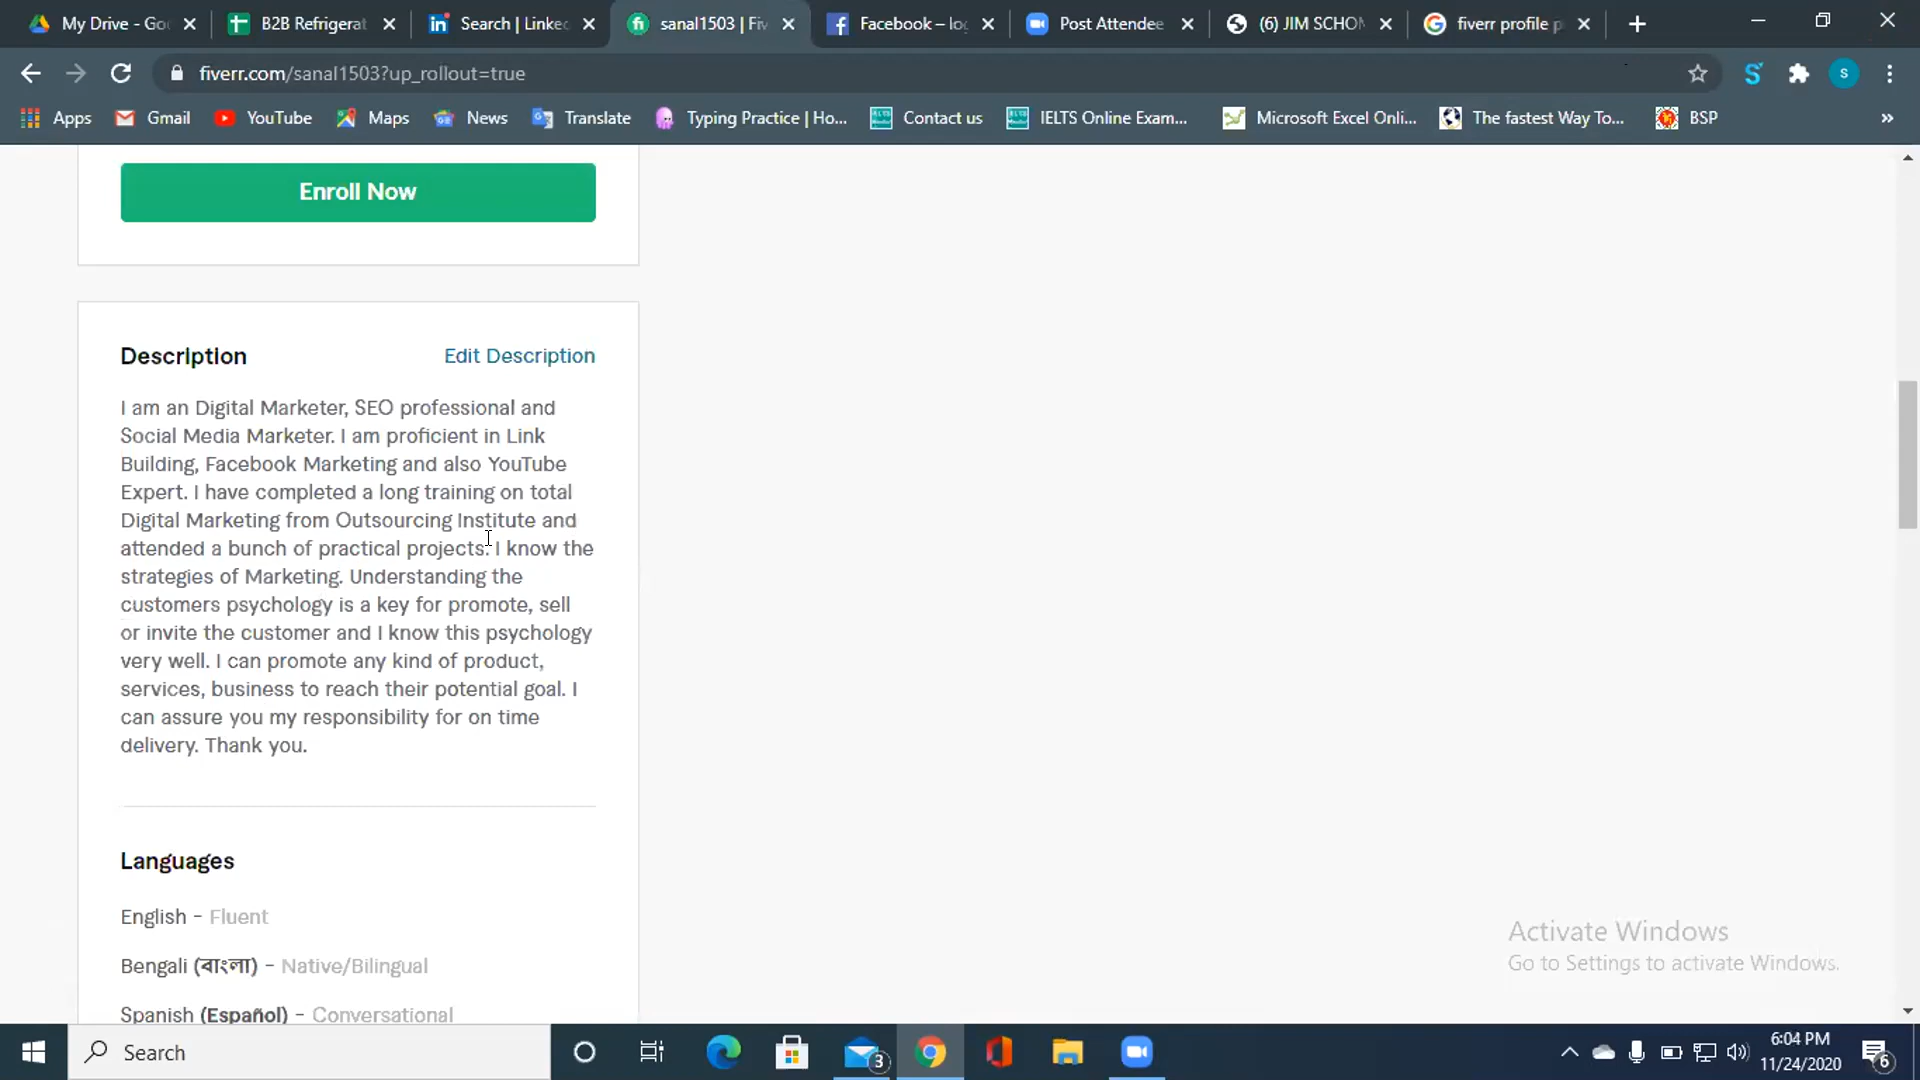 My Drive - Goo
B2B Refrigerat
Search | Linked
sanal1503 | Fiv
Facebook – log
Post Attendee
(6) JIM SCHOM
fiverr profile p
fiverr.com/sanal1503?up_rollout=true
S
Apps
Gmail
YouTube
Maps
News
Translate
Typing Practice | Ho...
Contact us
IELTS Online Exam...
Microsoft Excel Onli...
The fastest Way To...
BSP
»
Enroll Now
Description
Edit Description
I am an Digital Marketer, SEO professional and
Social Media Marketer. I am proficient in Link
Building, Facebook Marketing and also YouTube
Expert. I have completed a long training on total
Digital Marketing from Outsourcing Institute and
attended a bunch of practical projects. I know the
strategies of Marketing. Understanding the
customers psychology is a key for promote, sell
or invite the customer and I know this psychology
very well. I can promote any kind of product,
services, business to reach their potential goal. I
can assure you my responsibility for on time
delivery. Thank you.
Languages
English - Fluent
Bengali (বাংলা) - Native/Bilingual
Spanish (Español) - Conversational
Activate Windows
Go to Settings to activate Windows.
Search
3
6:04 PM
11/24/2020
6